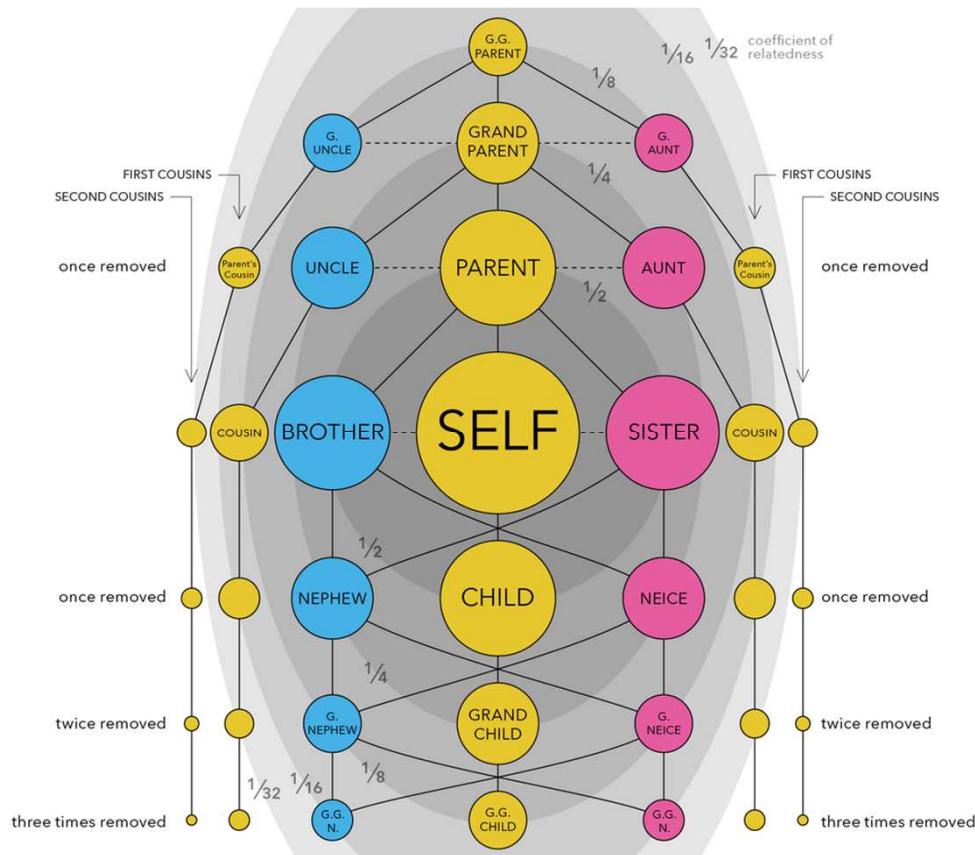 G.G.
PARENT
1/8
1/16
1/32
coefficient of
relatedness
G.
UNCLE
GRAND
PARENT
G.
AUNT
1/4
FIRST COUSINS
SECOND COUSINS
FIRST COUSINS
SECOND COUSINS
once removed
Parent's
Cousin
UNCLE
PARENT
1/2
AUNT
Parent's
Cousin
once removed
COUSIN
BROTHER
SELF
SISTER
COUSIN
1/2
once removed
NEPHEW
CHILD
NEICE
once removed
1/4
twice removed
G.
NEPHEW
GRAND
CHILD
G.
NEICE
twice removed
1/32
1/16
1/8
three times removed
G.G.
N.
G.G.
CHILD
G.G.
N.
three times removed